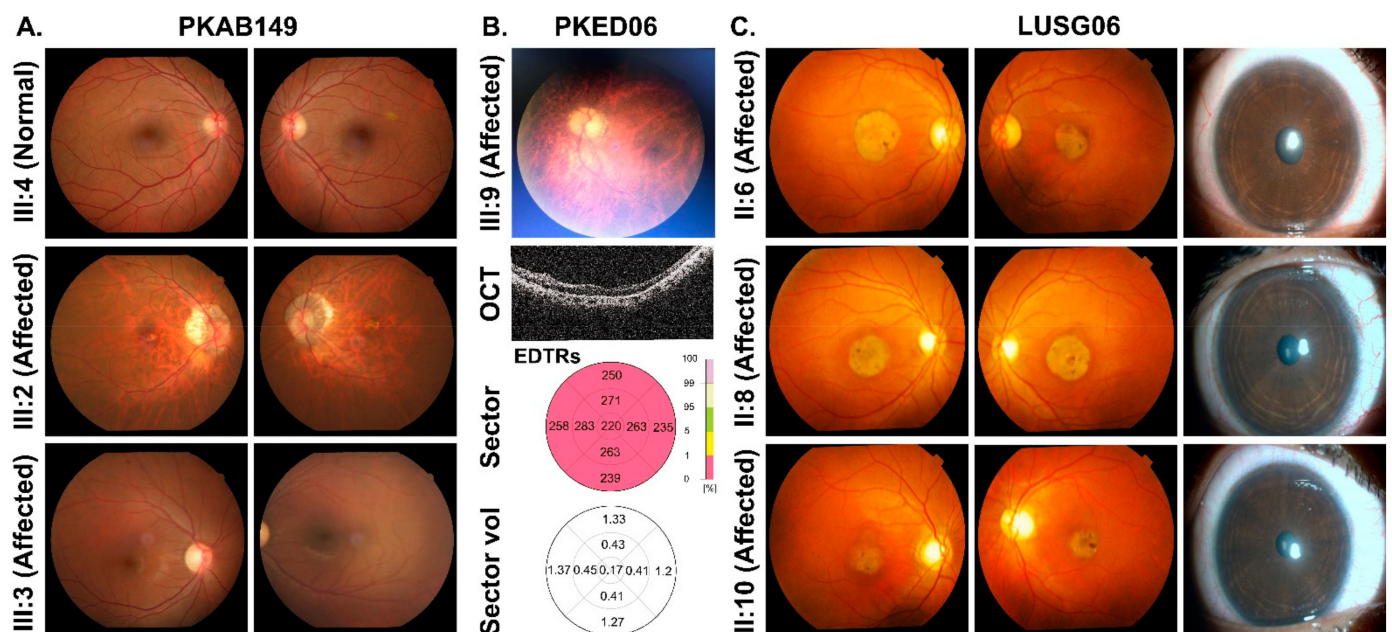 A.
PKAB149
III:4 (Normal)
III:2 (Affected)
III:3 (Affected)
B.
PKED06
III:9 (Affected)
OCT
EDTRs
Sector
250
271
258 283 220 263 235
263
239
100
99
95
5
1
0
[%]
Sector vol
1.33
0.43
1.37 0.45 0.17 0.41 1.2
0.41
1.27
C.
LUSG06
II:6 (Affected)
II:8 (Affected)
II:10 (Affected)